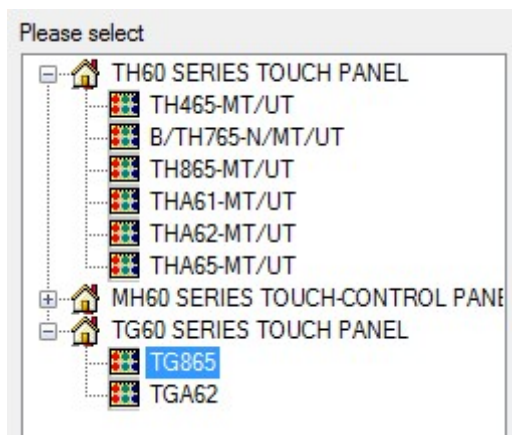 Please select
TH60 SERIES TOUCH PANEL
TH465-MT/UT
B/TH765-N/MT/UT
TH865-MT/UT
THA61-MT/UT
THA62-MT/UT
THA65-MT/UT
MH60 SERIES TOUCH-CONTROL PANE
TG60 SERIES TOUCH PANEL
TG865
TGA62